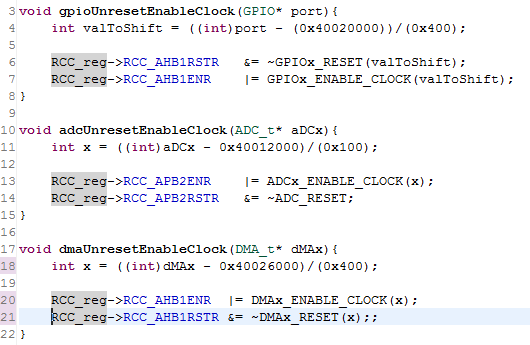 3 void gpioUnresetEnableClock(GPIO* port){
4 int valToShift = ((int)port - (0x40020000))/(0x400);
5
6 RCC_reg->RCC_AHB1RSTR &= ~GPIOx_RESET(valToShift);
7 RCC_reg->RCC_AHB1ENR |= GPIOx_ENABLE_CLOCK(valToShift);
8 }
9
10 void adcUnresetEnableClock(ADC_t* aDCx){
11 int x = ((int)aDCx - 0x40012000)/(0x100);
12
13 RCC_reg->RCC_APB2ENR |= ADCx_ENABLE_CLOCK(x);
14 RCC_reg->RCC_APB2RSTR &= ~ADC_RESET;
15 }
16
17 void dmaUnresetEnableClock(DMA_t* dMAx){
18 int x = ((int)dMAx - 0x40026000)/(0x400);
19
20 RCC_reg->RCC_AHB1ENR |= DMAx_ENABLE_CLOCK(x);
21 RCC_reg->RCC_AHB1RSTR &= ~DMAx_RESET(x);;
22 }